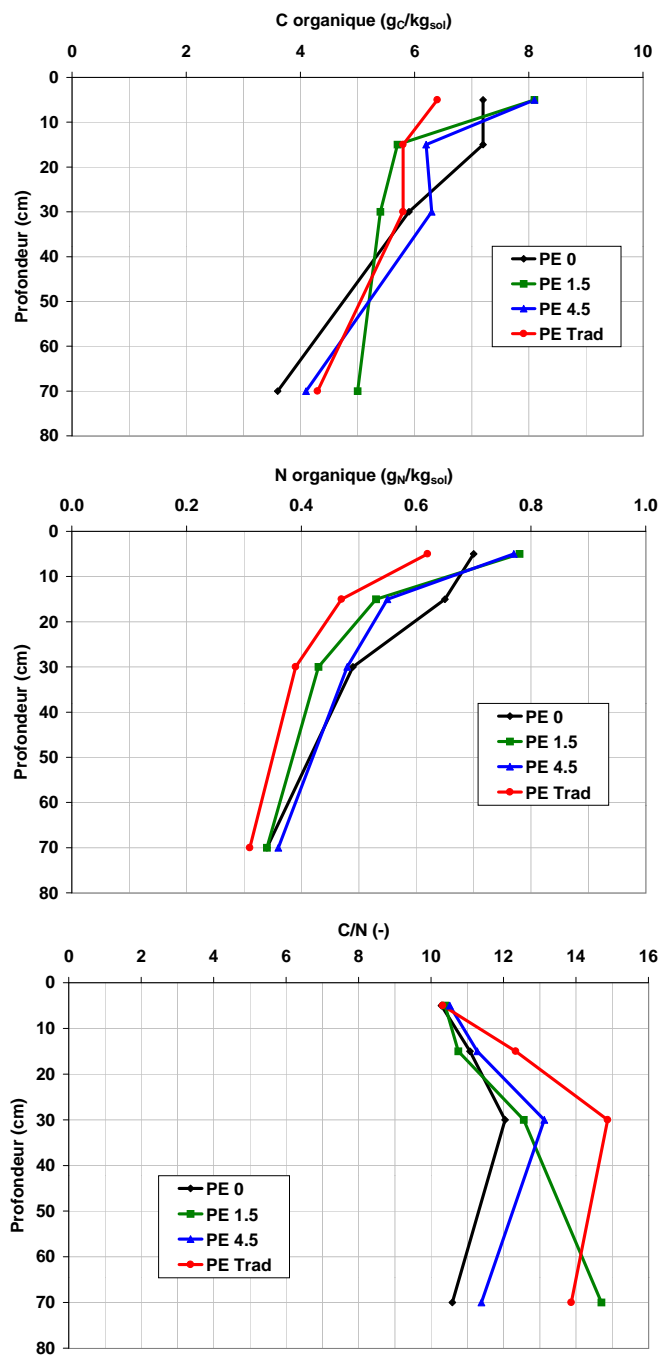 C organique (gC/kgsol)
0 2 4 6 8 10
0
10
20
30
40
50
60
70
80
Profondeur (cm)
PE 0
PE 1.5
PE 4.5
PE Trad
N organique (gN/kgsol)
0.0 0.2 0.4 0.6 0.8 1.0
0
10
20
30
40
50
60
70
80
Profondeur (cm)
PE 0
PE 1.5
PE 4.5
PE Trad
C/N (-)
0 2 4 6 8 10 12 14 16
0
10
20
30
40
50
60
70
80
Profondeur (cm)
PE 0
PE 1.5
PE 4.5
PE Trad